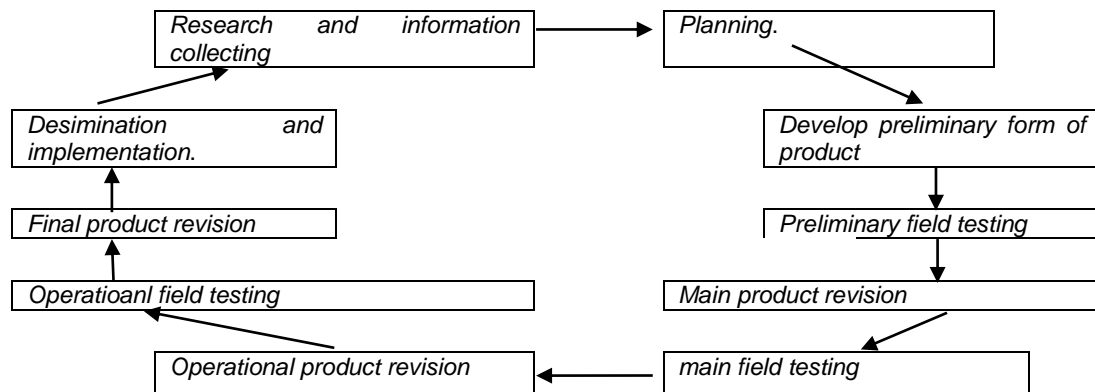 Research and information
collecting
Planning.
Develop preliminary form of
product
Preliminary field testing
Main product revision
main field testing
Operational product revision
Operatioanl field testing
Final product revision
Desimination and
implementation.